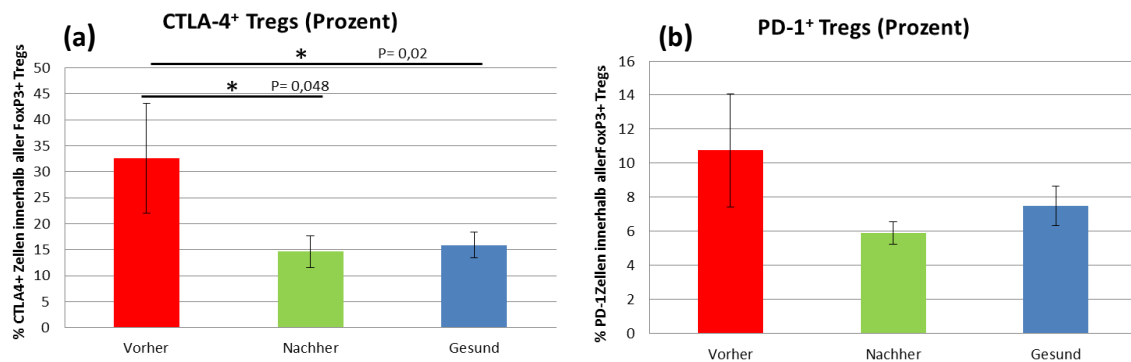 (a)
CTLA-4⁺ Tregs (Prozent)
* P= 0,02
* P= 0,048
% CTLA4+ Zellen innerhalb aller FoxP3+ Tregs
50
45
40
35
30
25
20
15
10
5
0
Vorher Nachher Gesund
(b)
PD-1⁺ Tregs (Prozent)
% PD-1Zellen innerhalb allerFoxP3+ Tregs
16
14
12
10
8
6
4
2
0
Vorher Nachher Gesund